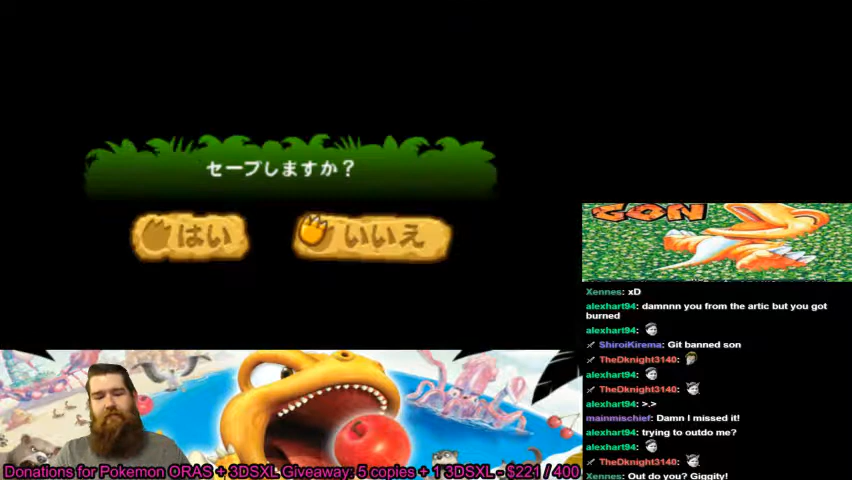 セーブしますか？
はい
いいえ
GON
Xennes: xD
alexhart94: damnnn you from the artic but you got
burned
alexhart94:
ShiroiKirema: Git banned son
TheDknight3140:
alexhart94:
TheDknight3140:
alexhart94: >.>
mainmischief: Damn I missed it!
alexhart94: trying to outdo me?
alexhart94:
TheDknight3140:
Xennes: Out do you? Giggity!
Donations for Pokemon ORAS + 3DSXL Giveaway: 5 copies + 1 3DSXL - $221 / 400